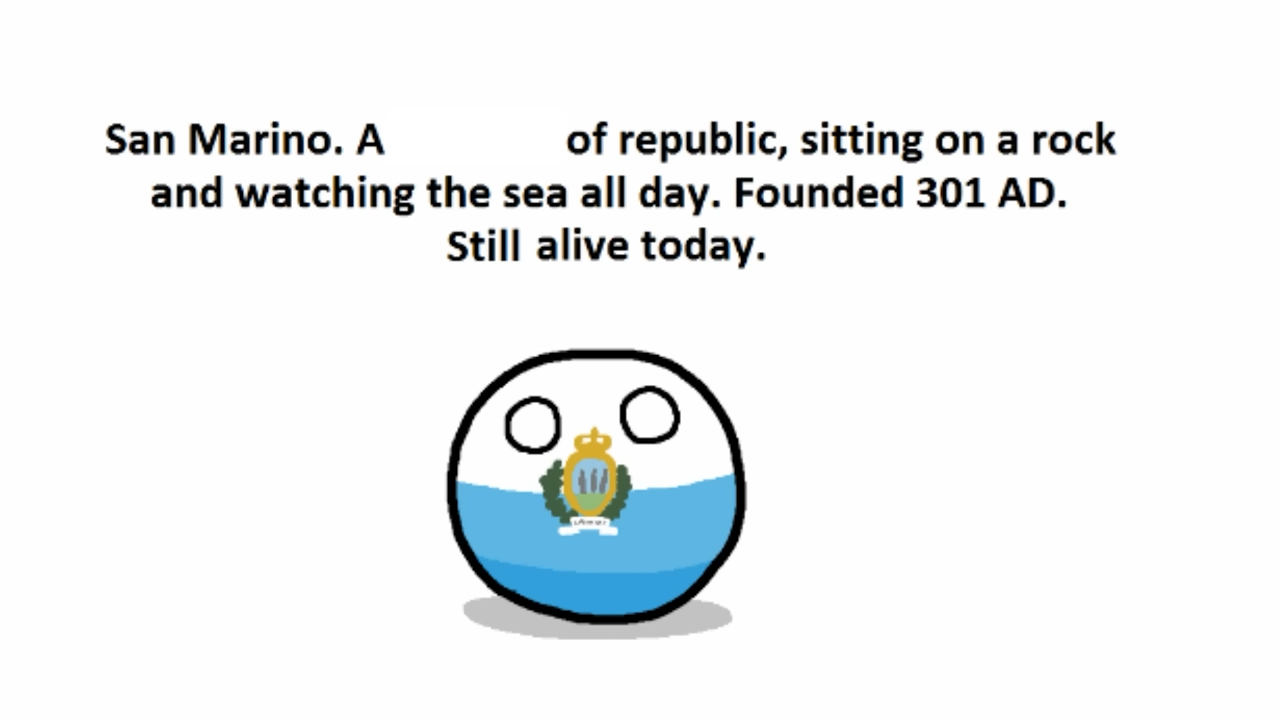 San Marino. A of republic, sitting on a rock
and watching the sea all day. Founded 301 AD.
Still alive today.